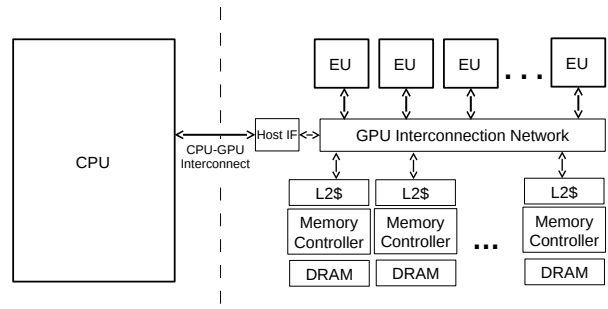 CPU
CPU-GPU
Interconnect
Host IF
EU
EU
EU
. . .
EU
GPU Interconnection Network
L2$
L2$
L2$
Memory
Controller
Memory
Controller
...
Memory
Controller
DRAM
DRAM
DRAM